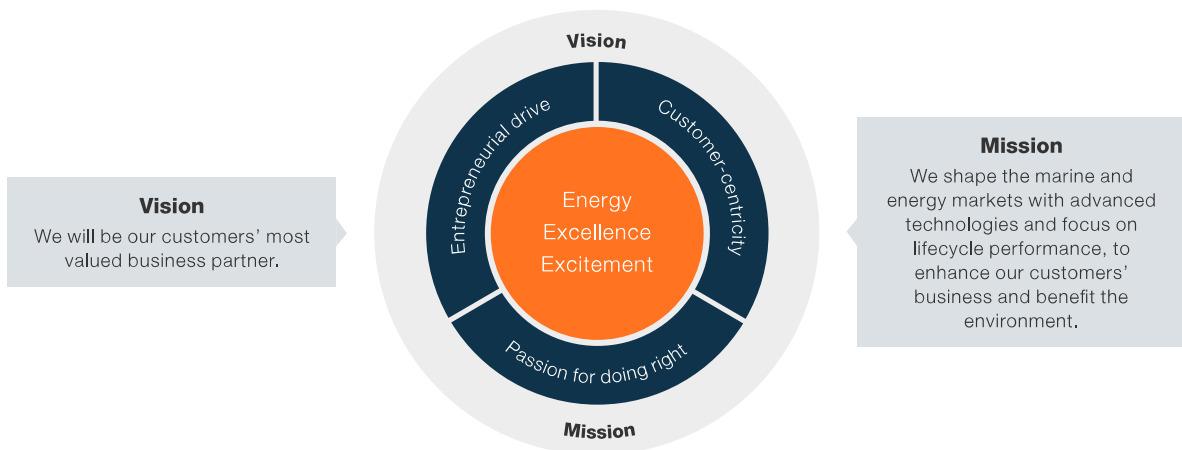 Vision
Entrepreneurial drive
Customer-centricity
Energy
Excellence
Excitement
Passion for doing right
Mission
Vision
We will be our customers’ most
valued business partner.
Mission
We shape the marine and
energy markets with advanced
technologies and focus on
lifecycle performance, to
enhance our customers’
business and benefit the
environment.